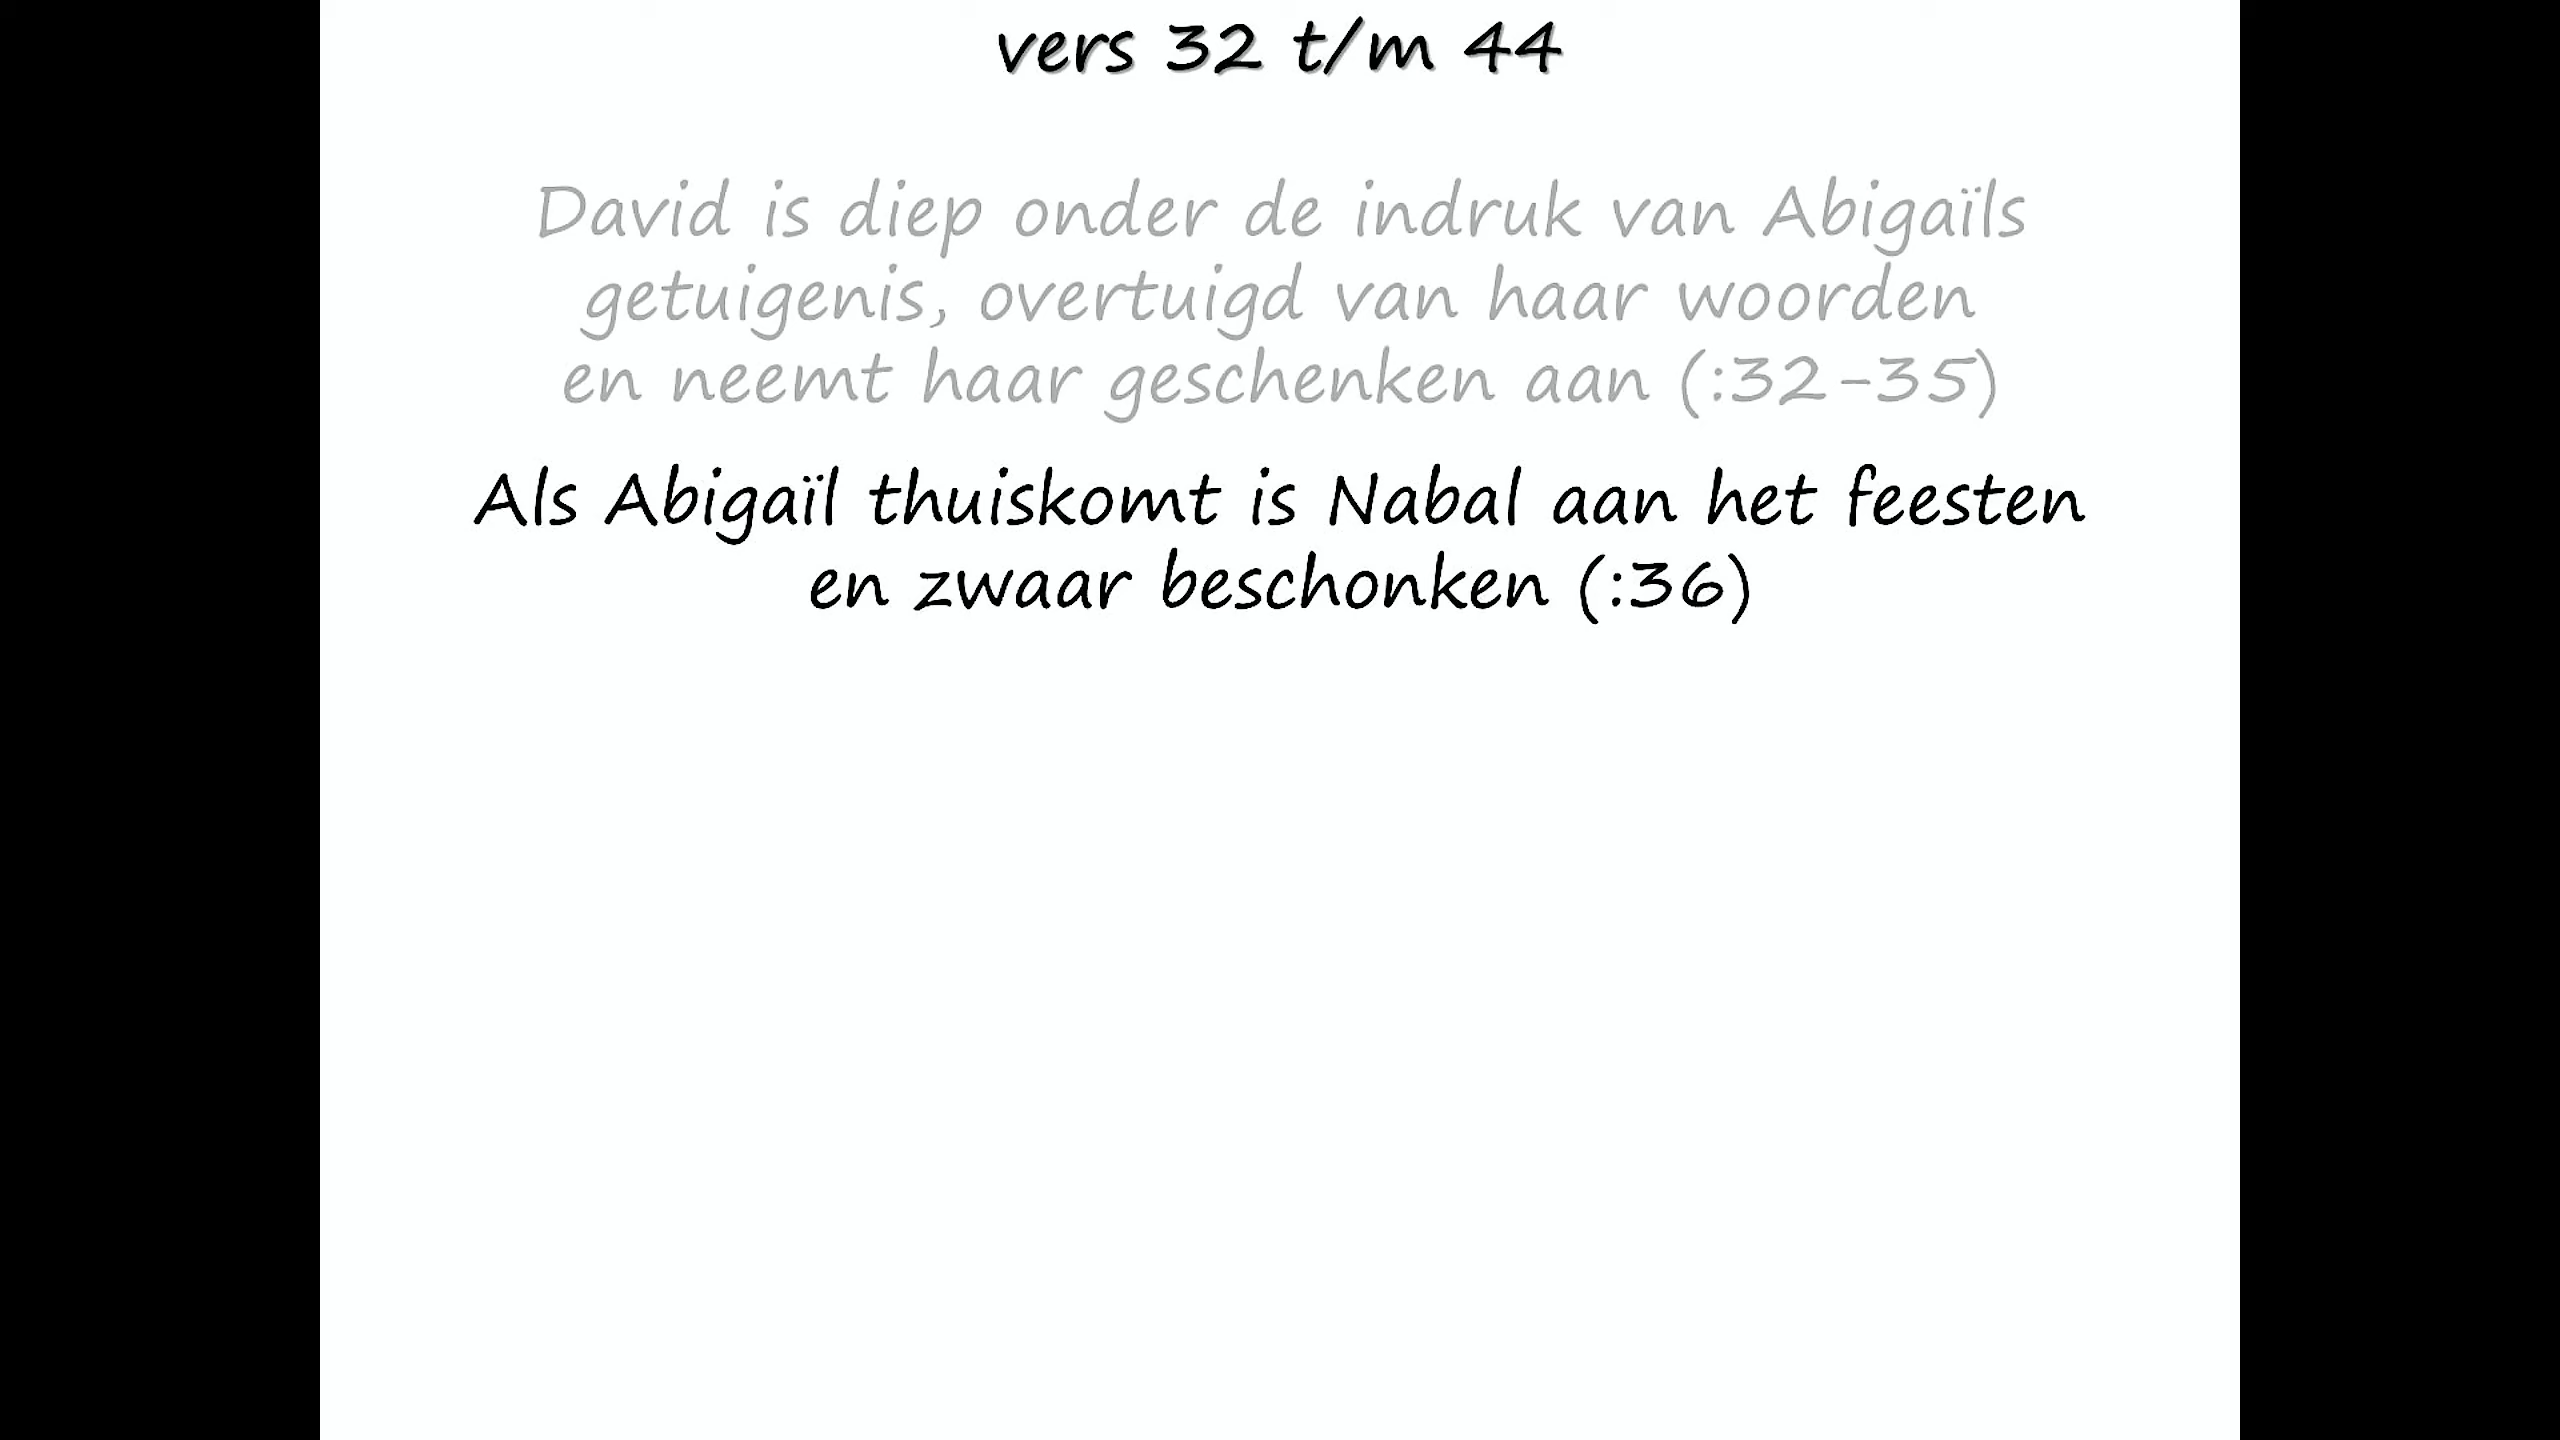 vers 32 t/m 44
David is diep onder de indruk van Abigaïls
getuigenis, overtuigd van haar woorden
en neemt haar geschenken aan (:32-35)
Als Abigaïl thuiskomt is Nabal aan het feesten
en zwaar beschonken (:36)